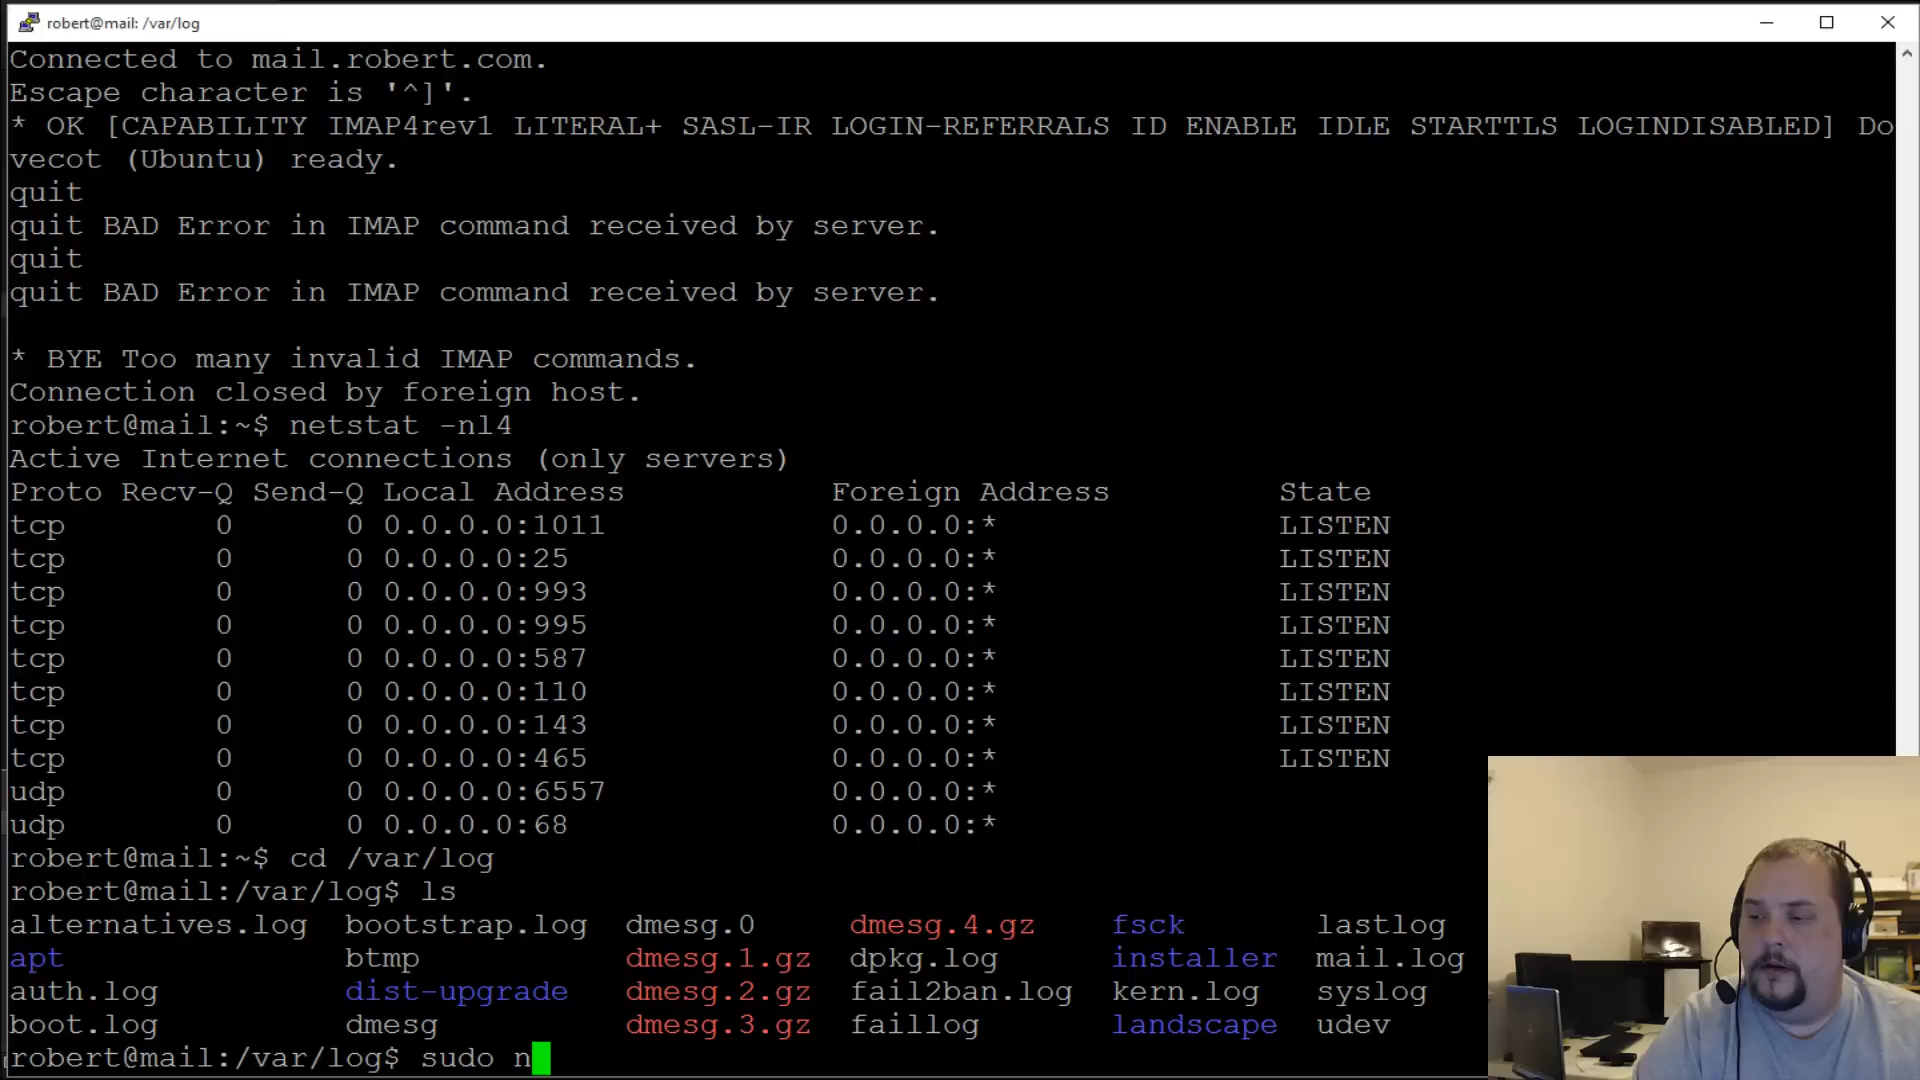 robert@mail: /var/log
Connected to mail.robert.com.
Escape character is '^]'.
* OK [CAPABILITY IMAP4rev1 LITERAL+ SASL-IR LOGIN-REFERRALS ID ENABLE IDLE STARTTLS LOGINDISABLED] Do
vecot (Ubuntu) ready.
quit
quit BAD Error in IMAP command received by server.
quit
quit BAD Error in IMAP command received by server.
* BYE Too many invalid IMAP commands.
Connection closed by foreign host.
robert@mail:~$ netstat -nl4
Active Internet connections (only servers)
Proto Recv-Q Send-Q Local Address Foreign Address State
tcp 0 0 0.0.0.0:1011 0.0.0.0:* LISTEN
tcp 0 0 0.0.0.0:25 0.0.0.0:* LISTEN
tcp 0 0 0.0.0.0:993 0.0.0.0:* LISTEN
tcp 0 0 0.0.0.0:995 0.0.0.0:* LISTEN
tcp 0 0 0.0.0.0:587 0.0.0.0:* LISTEN
tcp 0 0 0.0.0.0:110 0.0.0.0:* LISTEN
tcp 0 0 0.0.0.0:143 0.0.0.0:* LISTEN
tcp 0 0 0.0.0.0:465 0.0.0.0:* LISTEN
udp 0 0 0.0.0.0:6557 0.0.0.0:*
udp 0 0 0.0.0.0:68 0.0.0.0:*
robert@mail:~$ cd /var/log
robert@mail:/var/log$ ls
alternatives.log bootstrap.log dmesg.0 dmesg.4.gz fsck lastlog
apt btmp dmesg.1.gz dpkg.log installer mail.log
auth.log dist-upgrade dmesg.2.gz fail2ban.log kern.log syslog
boot.log dmesg dmesg.3.gz faillog landscape udev
robert@mail:/var/log$ sudo n